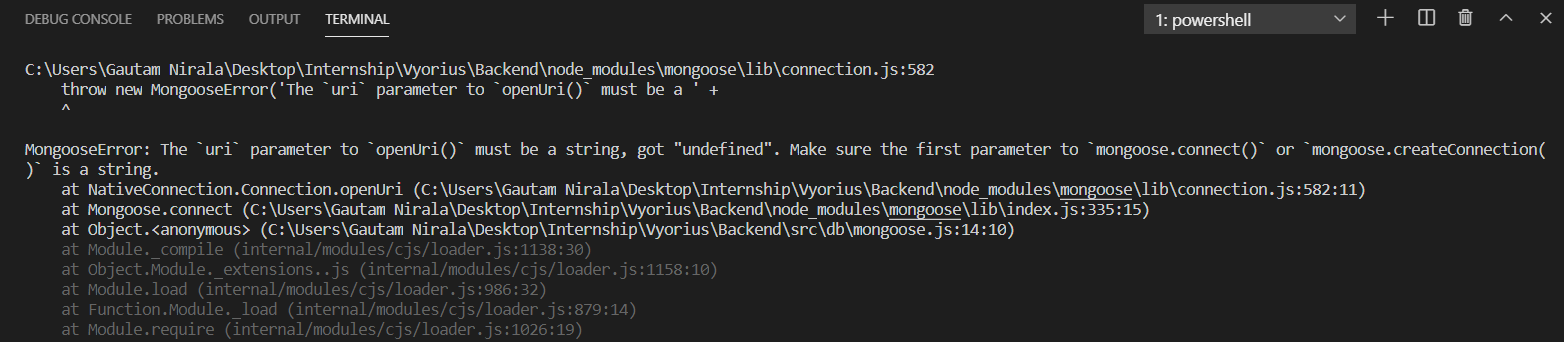 DEBUG CONSOLE PROBLEMS OUTPUT TERMINAL 1: powershell
C:\Users\Gautam Nirala\Desktop\Internship\Vyorius\Backend\node_modules\mongoose\lib\connection.js:582
    throw new MongooseError('The `uri` parameter to `openUri()` must be a ' +
    ^
MongooseError: The `uri` parameter to `openUri()` must be a string, got "undefined". Make sure the first parameter to `mongoose.connect()` or `mongoose.createConnection(
)` is a string.
    at NativeConnection.Connection.openUri (C:\Users\Gautam Nirala\Desktop\Internship\Vyorius\Backend\node_modules\mongoose\lib\connection.js:582:11)
    at Mongoose.connect (C:\Users\Gautam Nirala\Desktop\Internship\Vyorius\Backend\node_modules\mongoose\lib\index.js:335:15)
    at Object.<anonymous> (C:\Users\Gautam Nirala\Desktop\Internship\Vyorius\Backend\src\db\mongoose.js:14:10)
    at Module._compile (internal/modules/cjs/loader.js:1138:30)
    at Object.Module._extensions..js (internal/modules/cjs/loader.js:1158:10)
    at Module.load (internal/modules/cjs/loader.js:986:32)
    at Function.Module._load (internal/modules/cjs/loader.js:879:14)
    at Module.require (internal/modules/cjs/loader.js:1026:19)